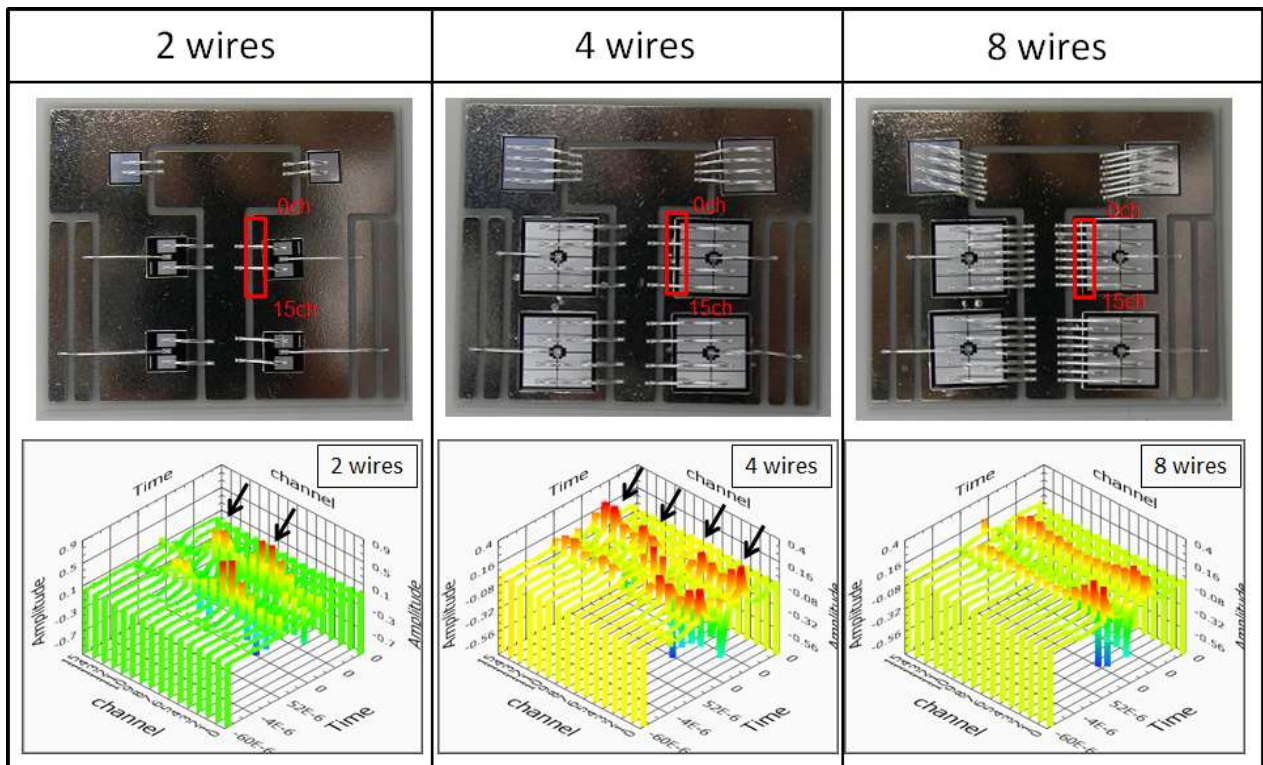 2 wires
4 wires
8 wires
0ch
15ch
0ch
15ch
0ch
15ch
2 wires
Time
channel
0.9
0.5
0.1
-0.3
-0.7
Amplitude
0.9
0.5
0.1
-0.3
-0.7
Amplitude
channel
0
0
52E-6
-4E-6
-60E-6
Time
4 wires
Time
channel
0.4
0.16
-0.08
-0.32
-0.56
Amplitude
0.4
0.16
-0.08
-0.32
-0.56
Amplitude
channel
0
0
52E-6
-4E-6
-60E-6
Time
8 wires
Time
channel
0.4
0.16
-0.08
-0.32
-0.56
Amplitude
0.4
0.16
-0.08
-0.32
-0.56
Amplitude
channel
0
0
52E-6
-4E-6
-60E-6
Time